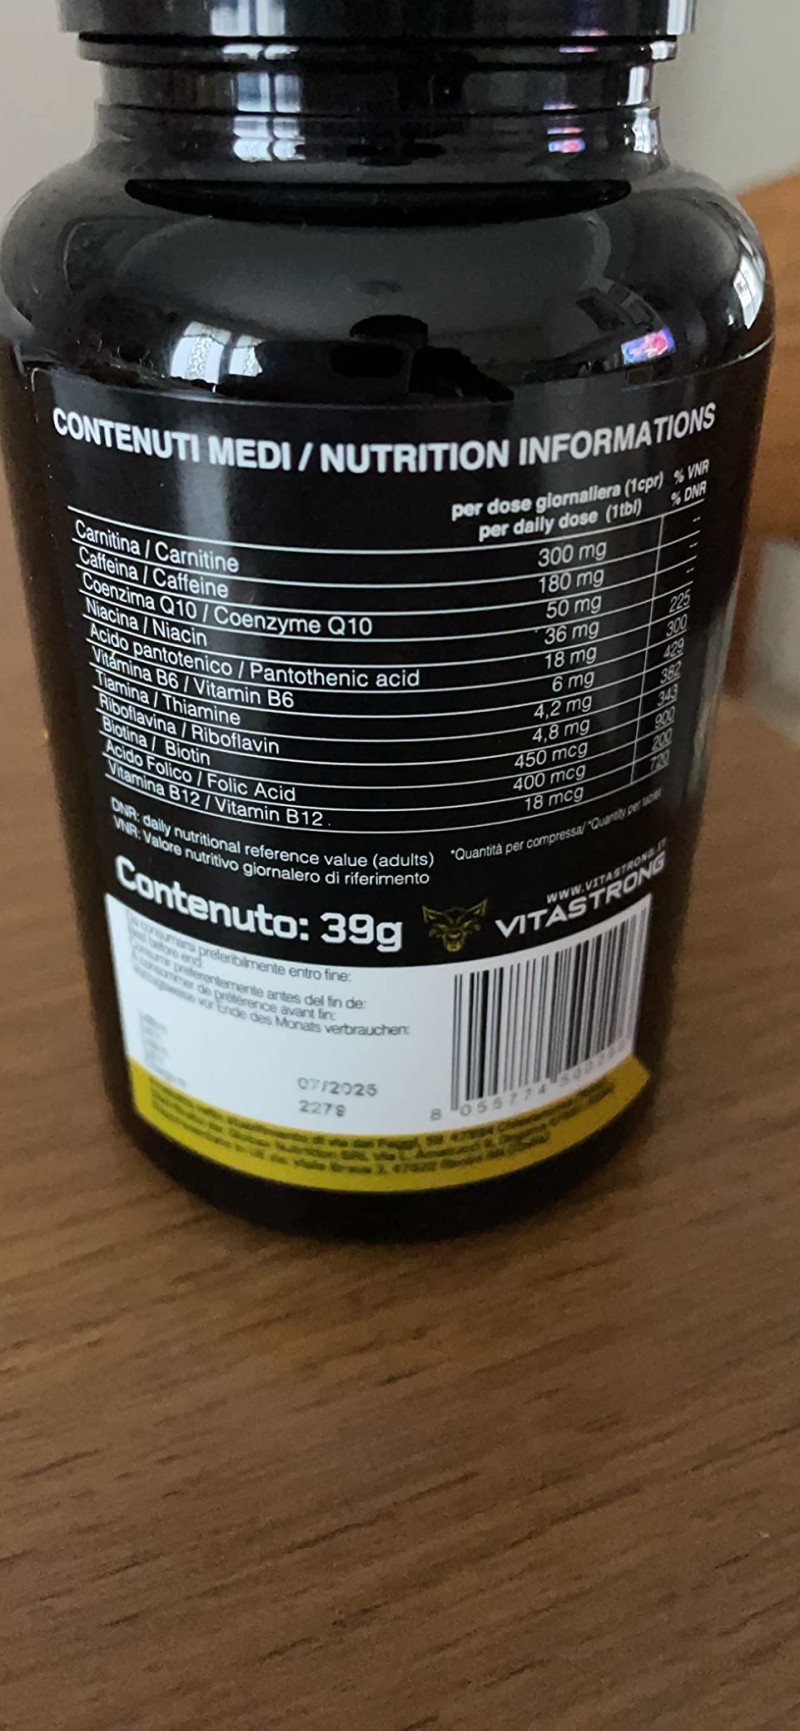 CONTENUTI MEDI / NUTRITION INFORMATIONS
per dose giornaliera (1cpr) % VNR
per daily dose (1tbl) % DNR
Carnitina / Carnitine 300 mg --
Caffeina / Caffeine 180 mg --
Coenzima Q10 / Coenzyme Q10 50 mg --
Niacina / Niacin 36 mg 225
Acido pantotenico / Pantothenic acid 18 mg 300
Vitamina B6 / Vitamin B6 6 mg 429
Tiamina / Thiamine 4,2 mg 382
Riboflavina / Riboflavin 4,8 mg 343
Biotina / Biotin 450 mcg 900
Acido Folico / Folic Acid 400 mcg 200
Vitamina B12 / Vitamin B12 18 mcg 720
DNR: daily nutritional reference value (adults) *Quantità per compressa/ *Quantity per tablet
VNR: Valore nutritivo giornalero di riferimento
Contenuto: 39g
WWW.VITASTRONG.IT
VITASTRONG
Da consumarsi preferibilmente entro fine:
Best before end
Consumir preferentemente antes del fin de:
A consommer de préférence avant fin:
vor Ende des Monats verbrauchen:
07/2025
2279
8 055774